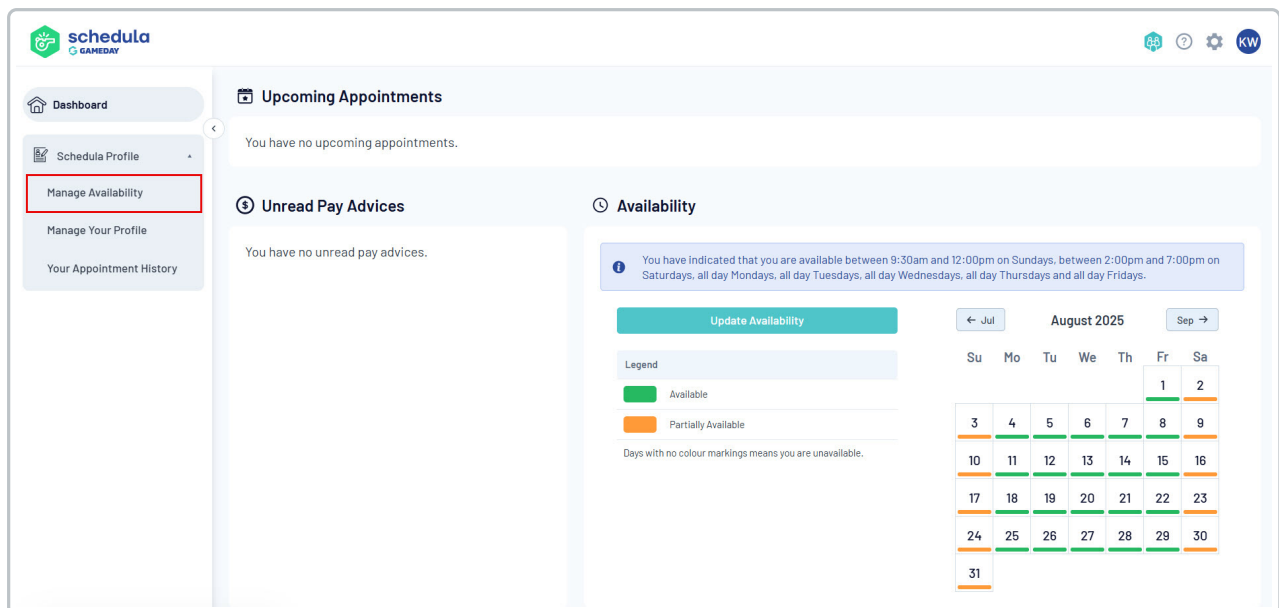 schedula
GAMEDAY
?
KW
Dashboard
Schedula Profile
Manage Availability
Manage Your Profile
Your Appointment History
Upcoming Appointments
You have no upcoming appointments.
$ Unread Pay Advices
You have no unread pay advices.
Availability
You have indicated that you are available between 9:30am and 12:00pm on Sundays, between 2:00pm and 7:00pm on
Saturdays, all day Mondays, all day Tuesdays, all day Wednesdays, all day Thursdays and all day Fridays.
Update Availability
Legend
Available
Partially Available
Days with no colour markings means you are unavailable.
← Jul August 2025 Sep →
Su Mo Tu We Th Fr Sa
1 2
3 4 5 6 7 8 9
10 11 12 13 14 15 16
17 18 19 20 21 22 23
24 25 26 27 28 29 30
31